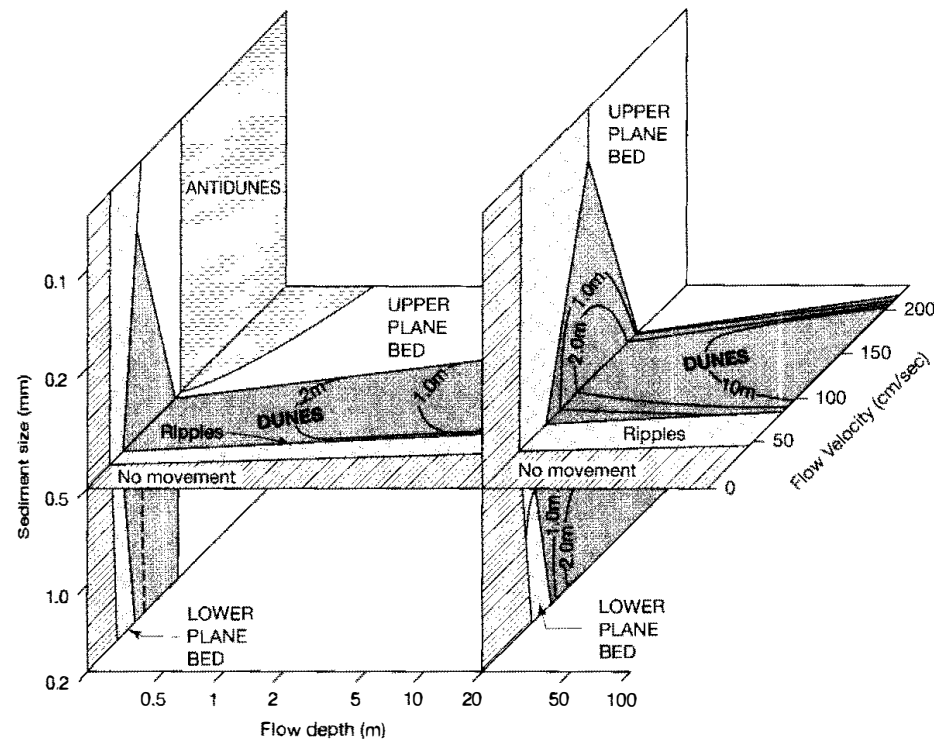 UPPER
PLANE
BED
ANTIDUNES
0.1
1.0m
2.0m
UPPER
PLANE
BED
200
0.2
.2m
1.0m
DUNES
150
DUNES
10m
100
Ripples
Ripples
50
Flow Velocity (cm/sec)
No movement
No movement
0
Sediment size (mm)
0.5
1.0m
2.0m
1.0
LOWER
PLANE
BED
LOWER
PLANE
BED
0.2
0.5
1
2
5
10
20
50
100
Flow depth (m)